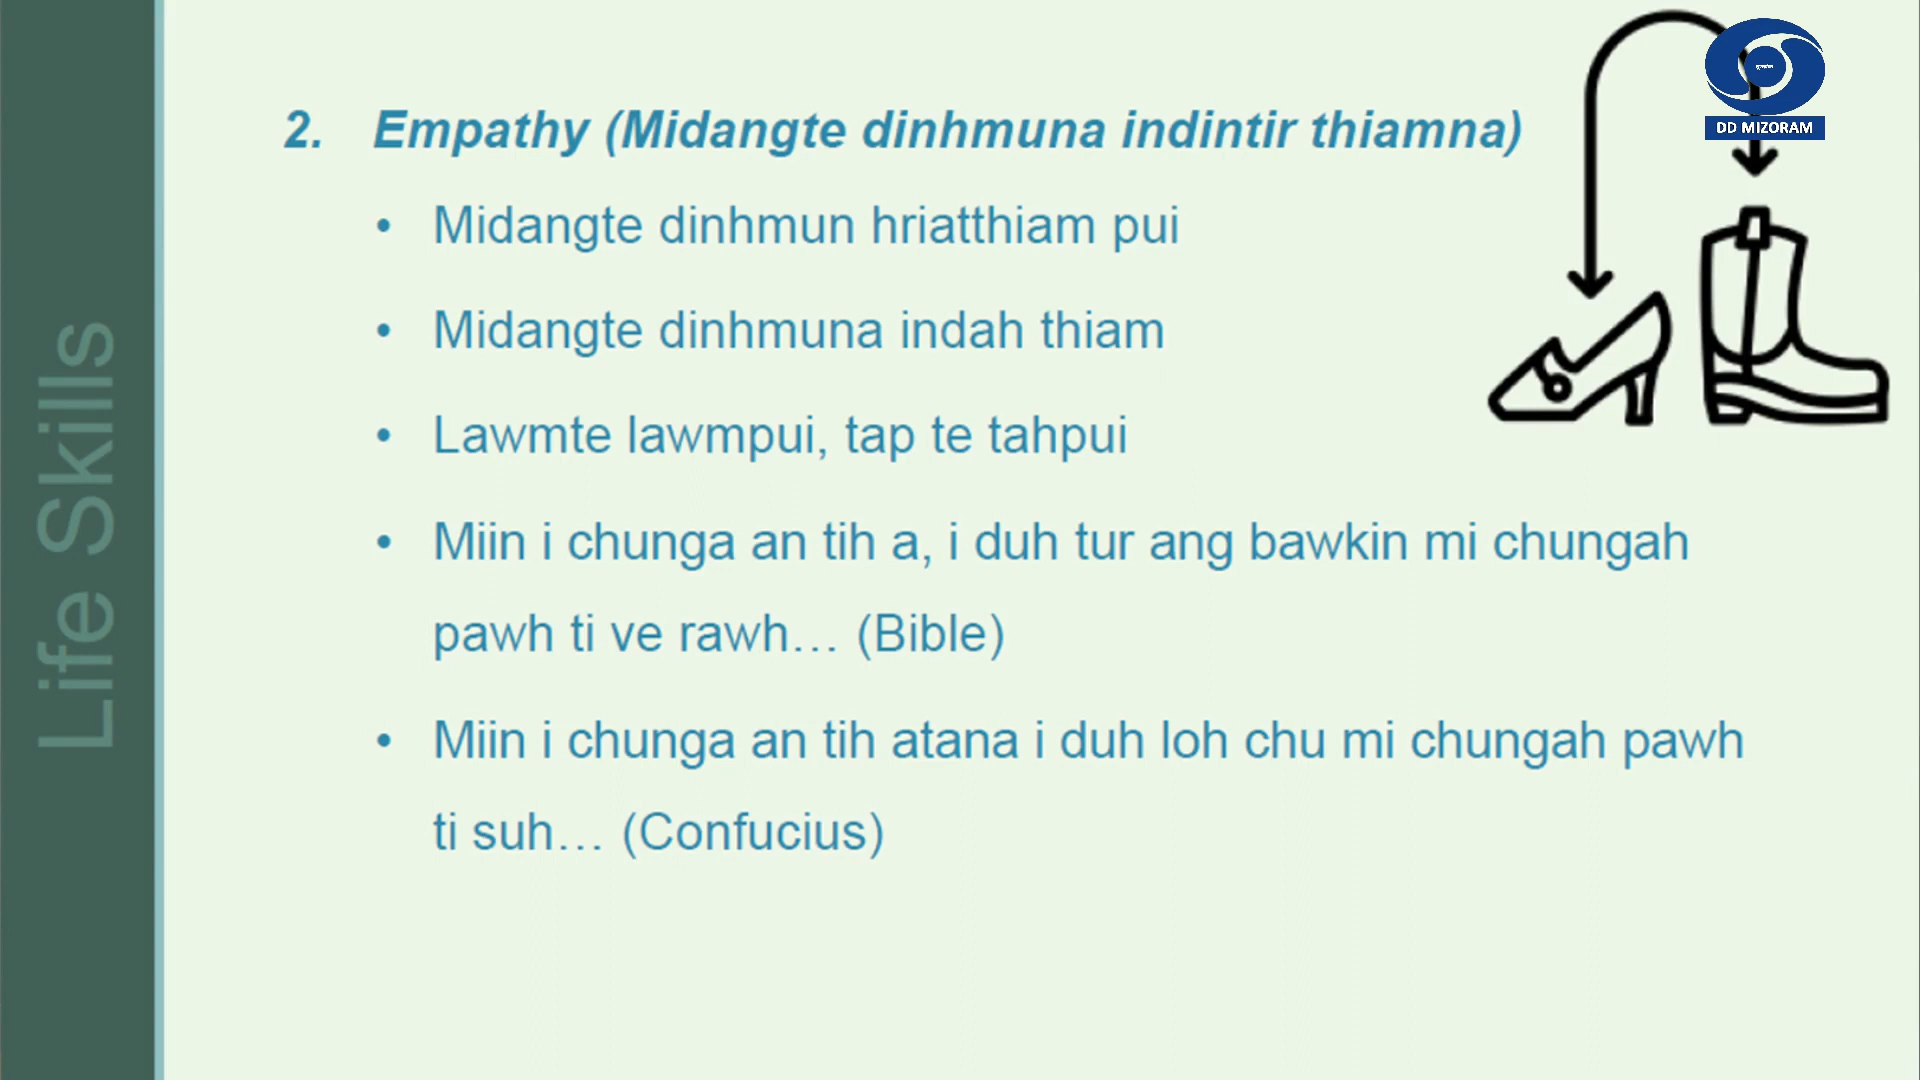 Life Skills
DD MIZORAM
2. Empathy (Midangte dinhmuna indintir thiamna)
• Midangte dinhmun hriatthiam pui
• Midangte dinhmuna indah thiam
• Lawmte lawmpui, tap te tahpui
• Miin i chunga an tih a, i duh tur ang bawkin mi chungah
pawh ti ve rawh… (Bible)
• Miin i chunga an tih atana i duh loh chu mi chungah pawh
ti suh… (Confucius)